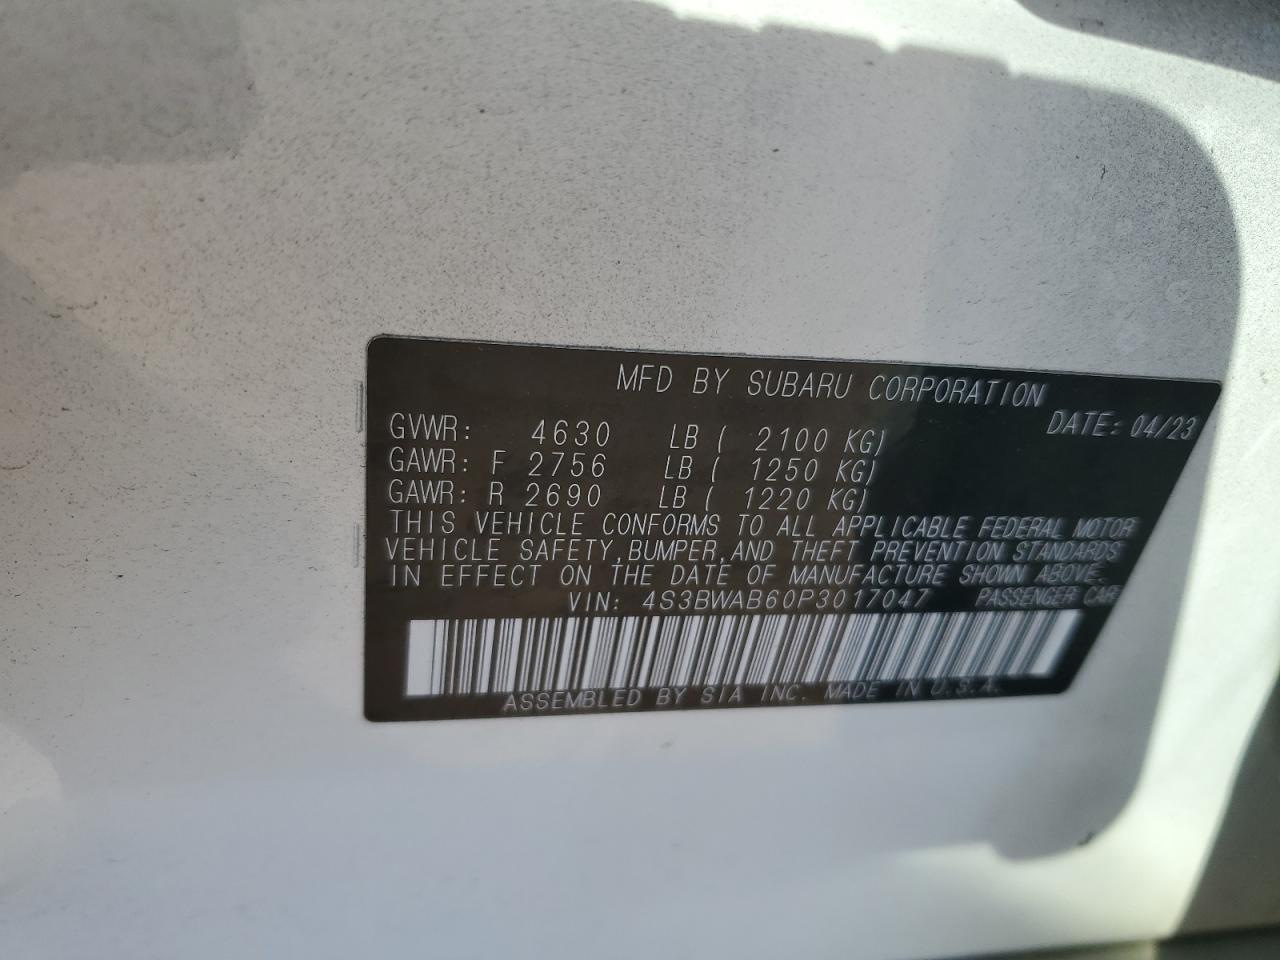 MFD BY SUBARU CORPORATION
DATE: 04/23
GVWR: 4630 LB ( 2100 KG)
GAWR: F 2756 LB ( 1250 KG)
GAWR: R 2690 LB ( 1220 KG)
THIS VEHICLE CONFORMS TO ALL APPLICABLE FEDERAL MOTOR
VEHICLE SAFETY, BUMPER, AND THEFT PREVENTION STANDARDS
IN EFFECT ON THE DATE OF MANUFACTURE SHOWN ABOVE.
VIN: 4S3BWAB60P3017047 PASSENGER CAR
ASSEMBLED BY SIA INC. MADE IN U.S.A.